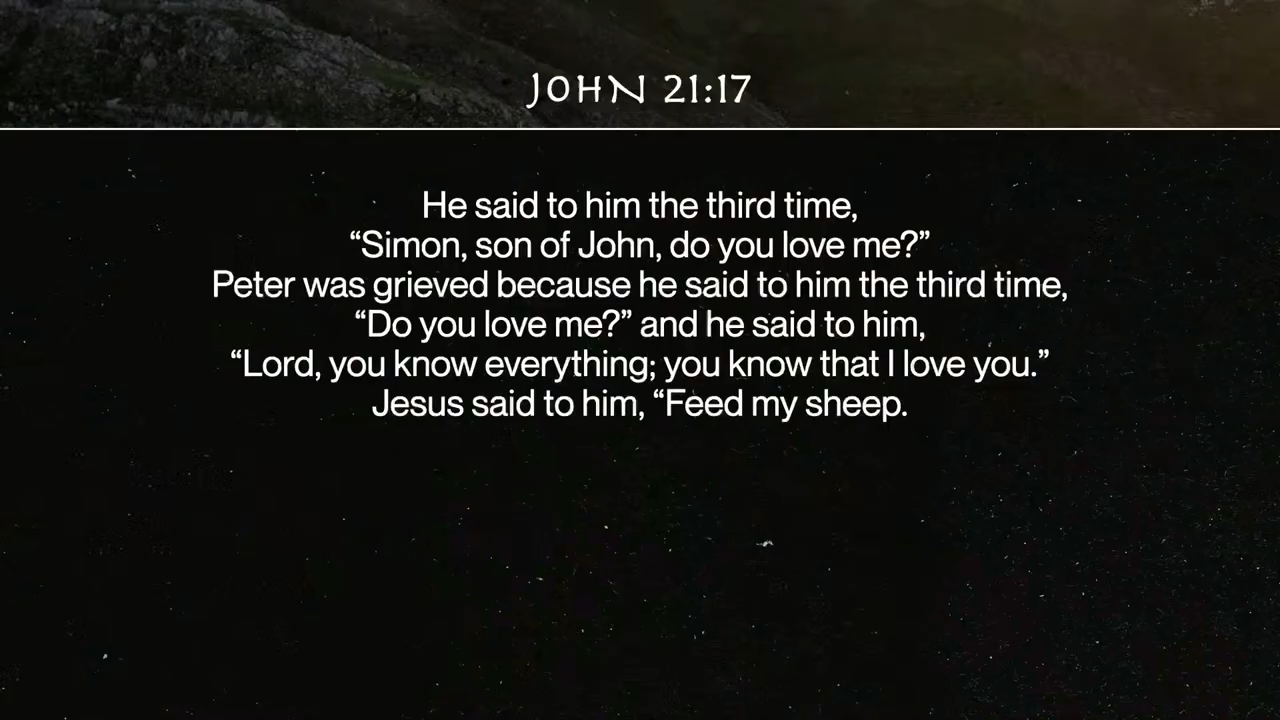 JOHN 21:17
He said to him the third time,
“Simon, son of John, do you love me?”
Peter was grieved because he said to him the third time,
“Do you love me?” and he said to him,
“Lord, you know everything; you know that I love you.”
Jesus said to him, “Feed my sheep.